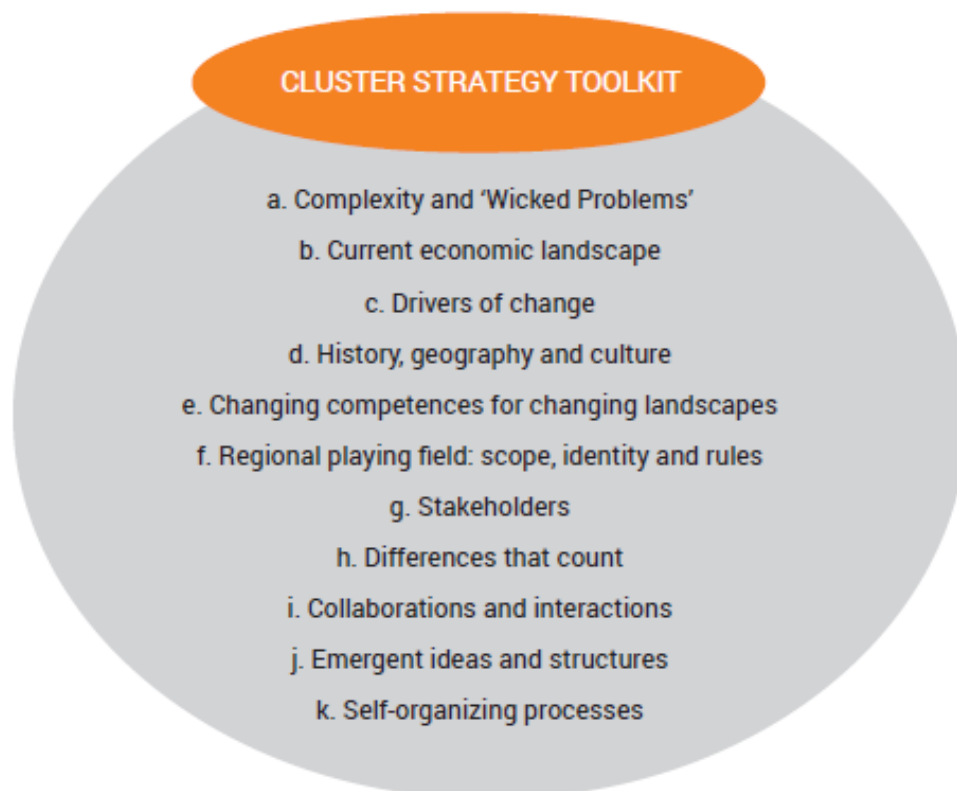 CLUSTER STRATEGY TOOLKIT
a. Complexity and ‘Wicked Problems’
b. Current economic landscape
c. Drivers of change
d. History, geography and culture
e. Changing competences for changing landscapes
f. Regional playing field: scope, identity and rules
g. Stakeholders
h. Differences that count
i. Collaborations and interactions
j. Emergent ideas and structures
k. Self-organizing processes